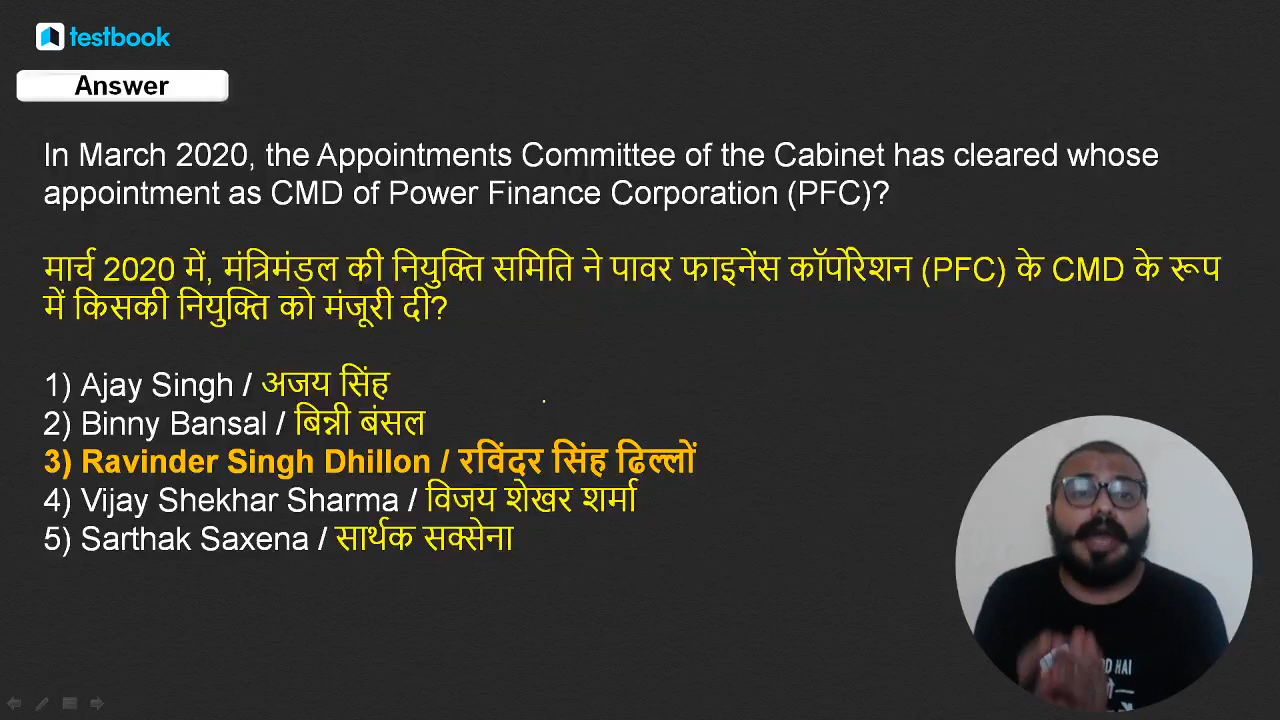 testbook
Answer
In March 2020, the Appointments Committee of the Cabinet has cleared whose
appointment as CMD of Power Finance Corporation (PFC)?
मार्च 2020 में, मंत्रिमंडल की नियुक्ति समिति ने पावर फाइनेंस कॉर्पोरेशन (PFC) के CMD के रूप
में किसकी नियुक्ति को मंजूरी दी?
1) Ajay Singh / अजय सिंह
2) Binny Bansal / बिन्नी बंसल
3) Ravinder Singh Dhillon / रविंदर सिंह ढिल्लों
4) Vijay Shekhar Sharma / विजय शेखर शर्मा
5) Sarthak Saxena / सार्थक सक्सेना
HAI